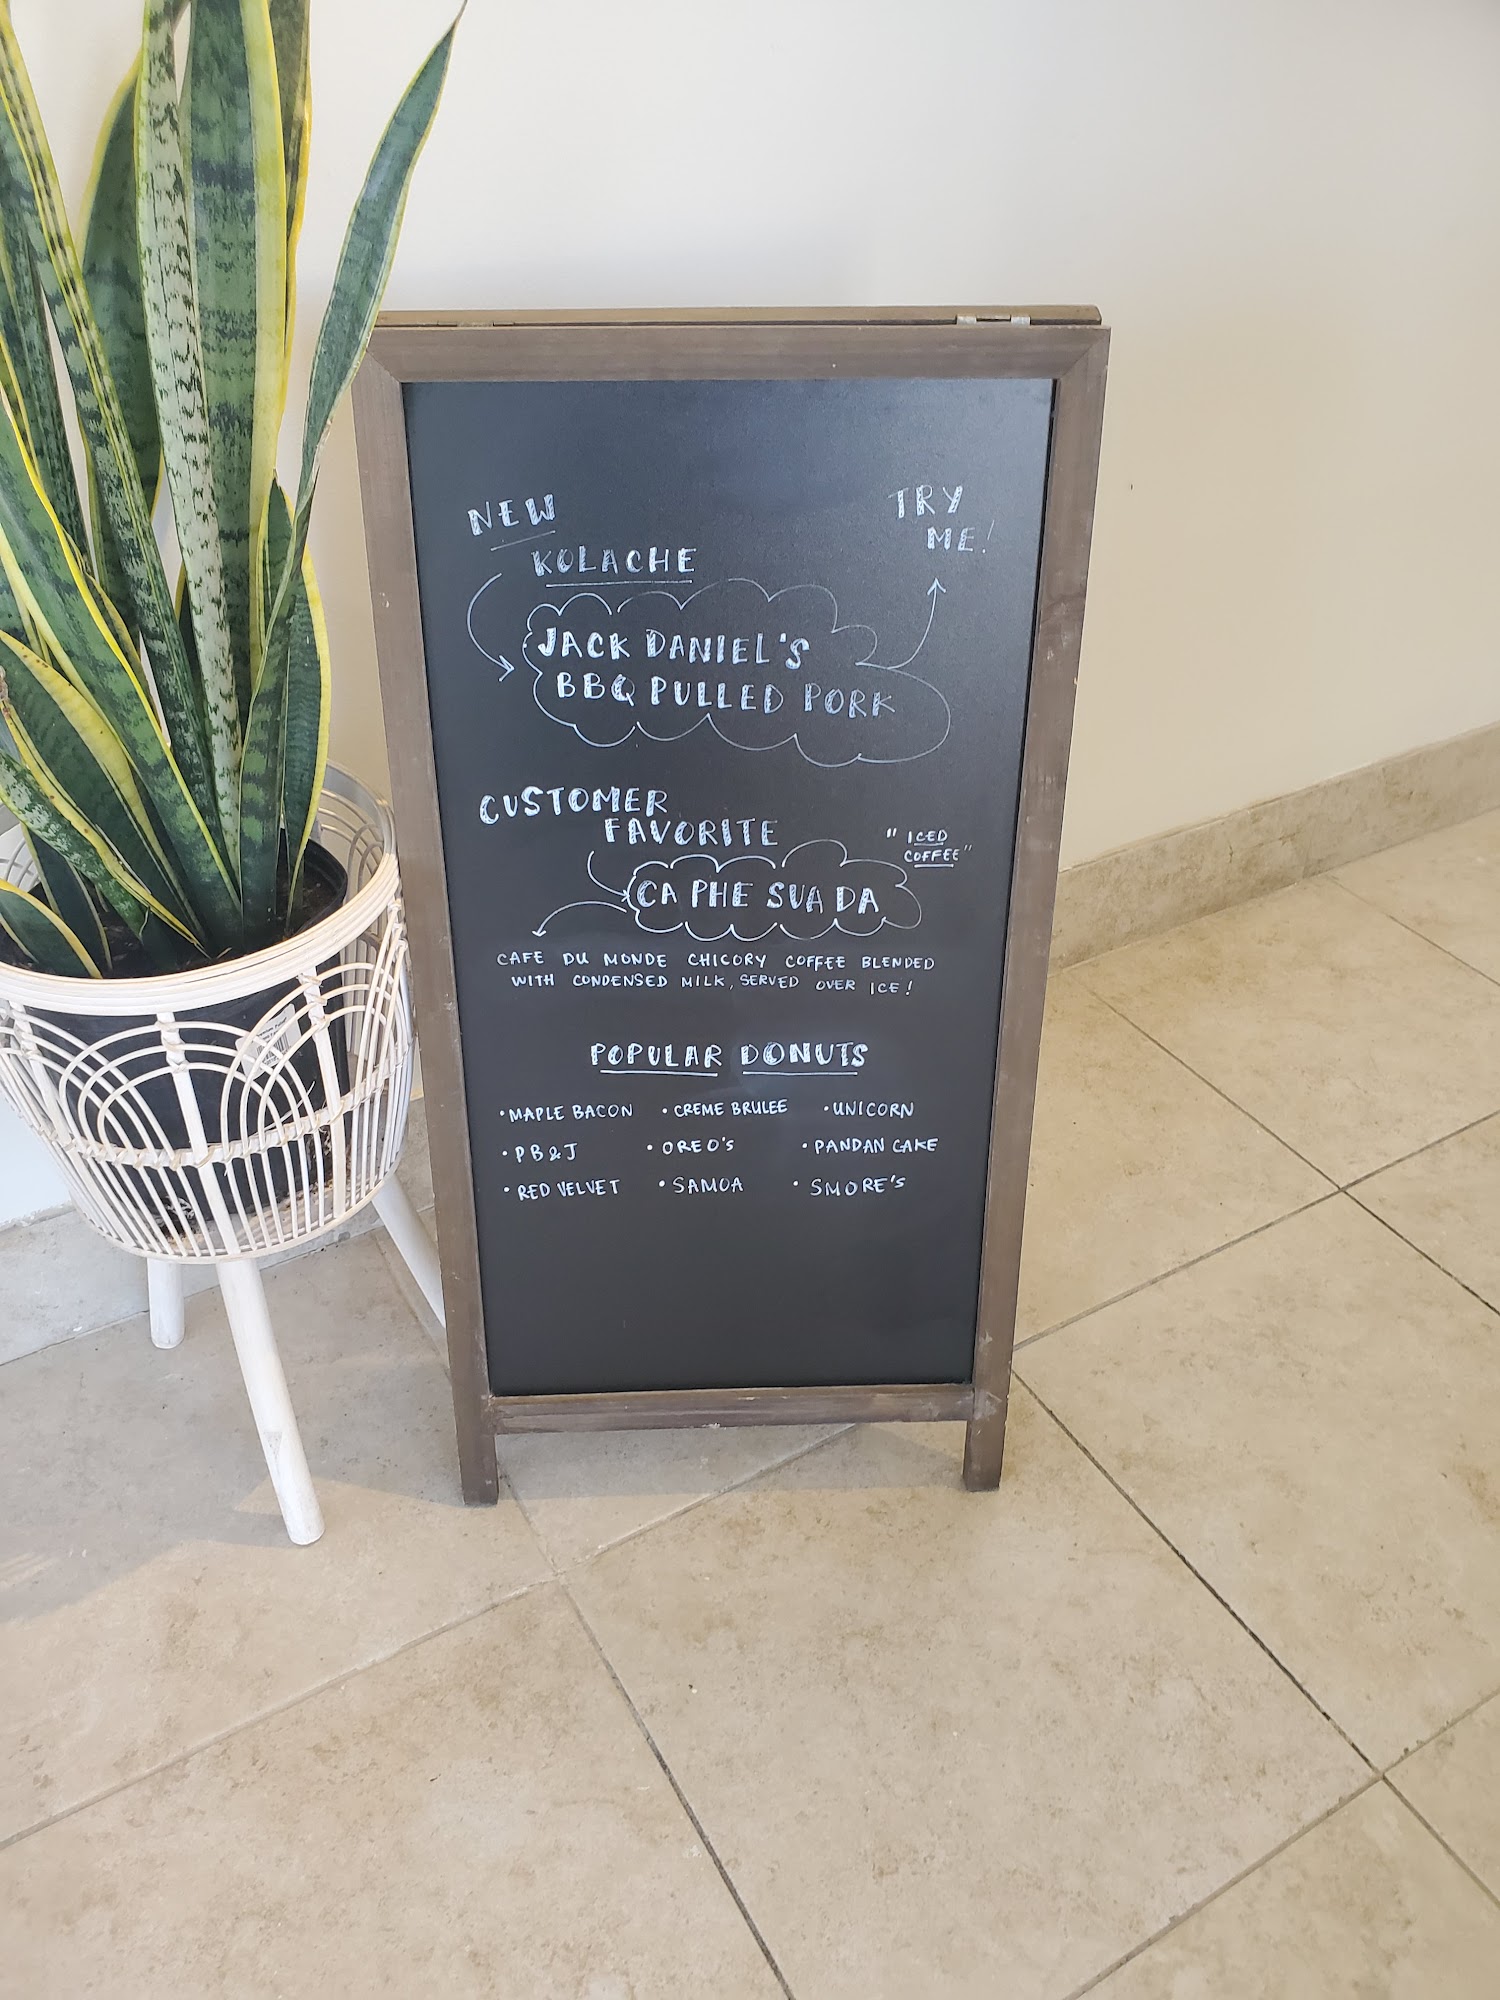 NEW
KOLACHE
TRY
ME!
JACK DANIEL'S
BBQ PULLED PORK
CUSTOMER
FAVORITE
"ICED
COFFEE"
CA PHE SUA DA
CAFE DU MONDE CHICORY COFFEE BLENDED
WITH CONDENSED MILK, SERVED OVER ICE!
POPULAR DONUTS
• MAPLE BACON • CREME BRULEE • UNICORN
• PB&J • OREO'S • PANDAN CAKE
• RED VELVET • SAMOA • SMORE'S